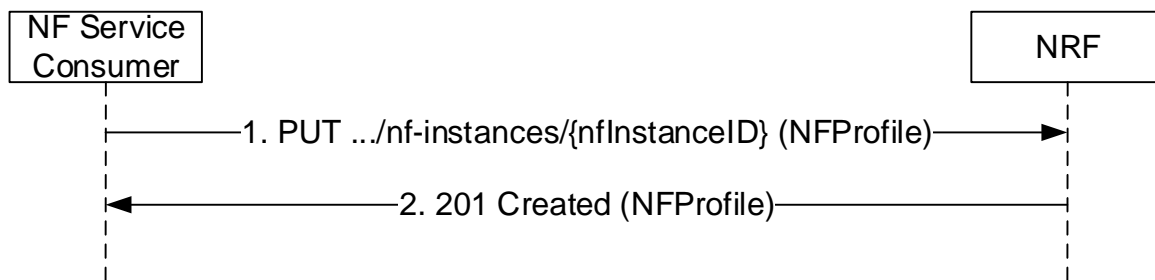 NF Service
Consumer
NRF
1. PUT .../nf-instances/{nfInstanceID} (NFProfile)
2. 201 Created (NFProfile)